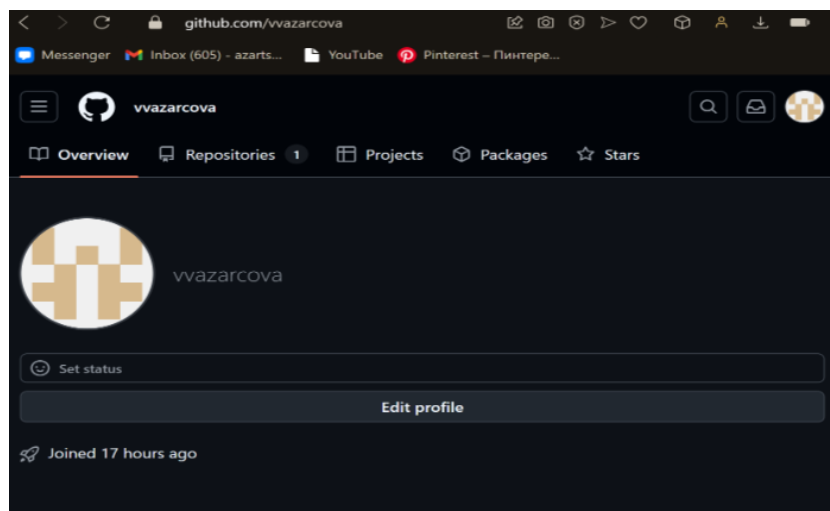 github.com/vvazarcova
Messenger Inbox (605) - azarts... YouTube Pinterest – Пинтере...
vvazarcova
Overview Repositories 1 Projects Packages Stars
vvazarcova
Set status
Edit profile
Joined 17 hours ago